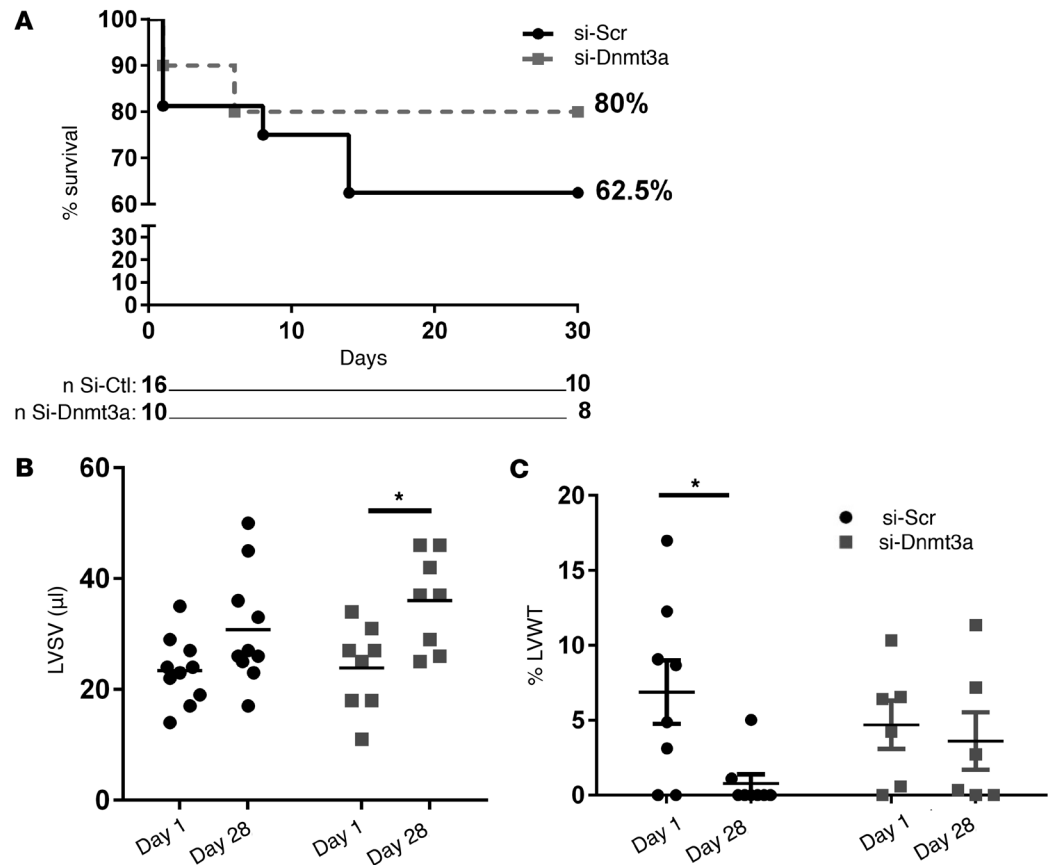 A
100
90
80
70
60
30
20
10
0
% survival
si-Scr
si-Dnmt3a
80%
62.5%
0 10 20 30
Days
n Si-Ctl: 16 10
n Si-Dnmt3a: 10 8
B
60
40
20
0
LVSV (µl)
*
Day 1 Day 28 Day 1 Day 28
C
20
15
10
5
0
% LVWT
*
si-Scr
si-Dnmt3a
Day 1 Day 28 Day 1 Day 28